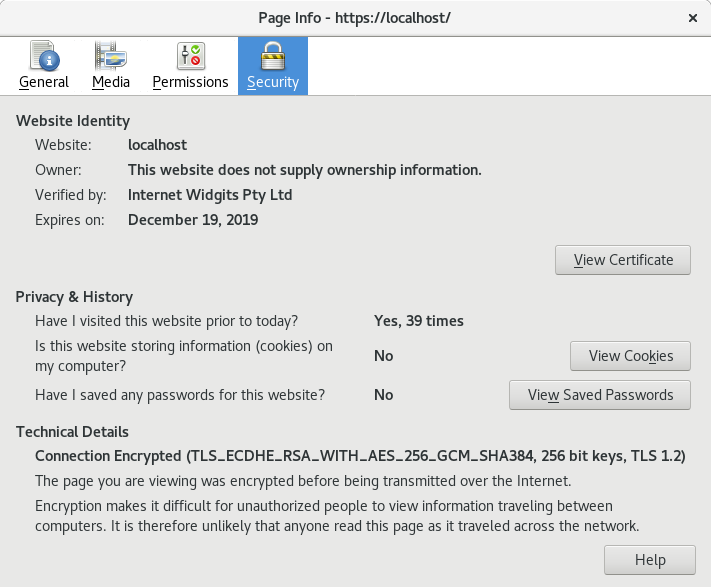 Page Info - https://localhost/ ×
General Media Permissions Security
Website Identity
Website: localhost
Owner: This website does not supply ownership information.
Verified by: Internet Widgits Pty Ltd
Expires on: December 19, 2019
View Certificate
Privacy & History
Have I visited this website prior to today? Yes, 39 times
Is this website storing information (cookies) on
my computer? No View Cookies
Have I saved any passwords for this website? No View Saved Passwords
Technical Details
Connection Encrypted (TLS_ECDHE_RSA_WITH_AES_256_GCM_SHA384, 256 bit keys, TLS 1.2)
The page you are viewing was encrypted before being transmitted over the Internet.
Encryption makes it difficult for unauthorized people to view information traveling between
computers. It is therefore unlikely that anyone read this page as it traveled across the network.
Help